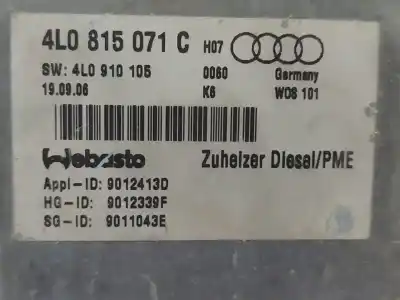 4L0 815 071 C H07
SW: 4L0 910 105 0060 Germany
19.09.06 K6 WOS 101
Webasto Zuheizer Diesel/PME
Appl-ID: 9012413D
HG-ID: 9012339F
SG-ID: 9011043E